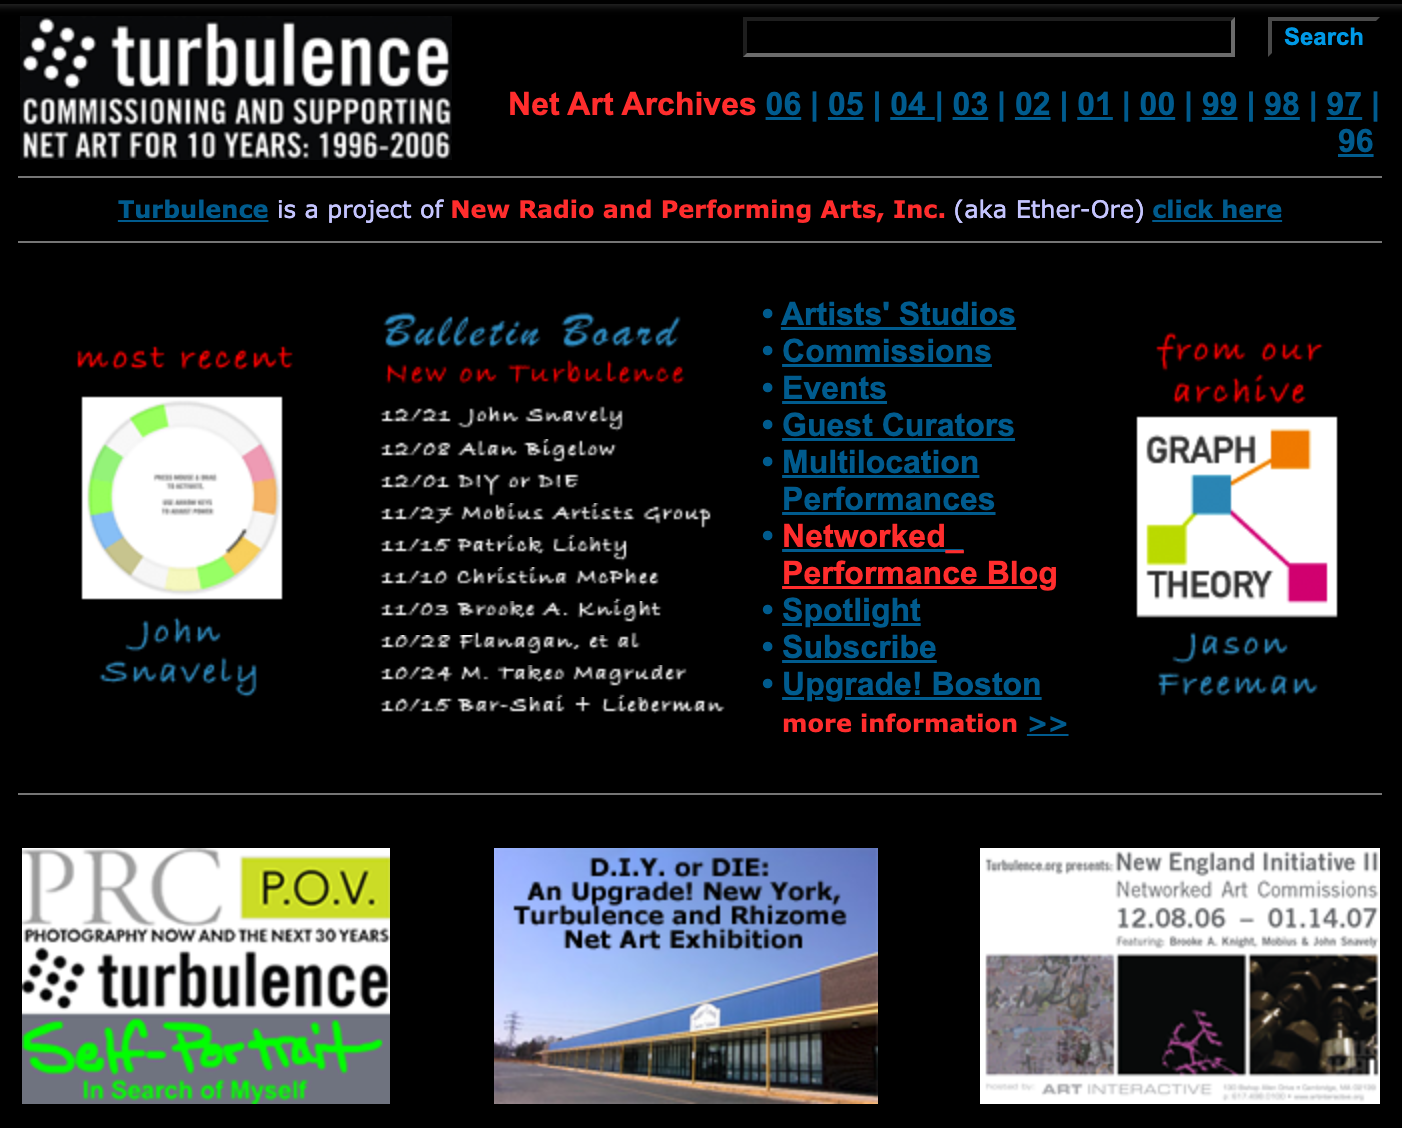 turbulence
COMMISSIONING AND SUPPORTING
NET ART FOR 10 YEARS: 1996-2006
Search
Net Art Archives 06 | 05 | 04 | 03 | 02 | 01 | 00 | 99 | 98 | 97 |
96
Turbulence is a project of New Radio and Performing Arts, Inc. (aka Ether-Ore) click here
most recent
PRESS MOUSE & DRAG
TO ACTIVATE.
USE ARROW KEYS
TO ADJUST POWER
John
Snavely
Bulletin Board
New on Turbulence
12/21 John Snavely
12/08 Alan Bigelow
12/01 DIY or DIE
11/27 Mobius Artists Group
11/15 Patrick Lichty
11/10 Christina McPhee
11/03 Brooke A. Knight
10/28 Flanagan, et al
10/24 M. Takeo Magruder
10/15 Bar-Shai + Lieberman
• Artists' Studios
• Commissions
• Events
• Guest Curators
• Multilocation
Performances
• Networked_
Performance Blog
• Spotlight
• Subscribe
• Upgrade! Boston
more information >>
from our
archive
GRAPH
THEORY
Jason
Freeman
PRC P.O.V.
PHOTOGRAPHY NOW AND THE NEXT 30 YEARS
turbulence
Self-Portrait
In Search of Myself
D.I.Y. or DIE:
An Upgrade! New York,
Turbulence and Rhizome
Net Art Exhibition
Turbulence.org presents: New England Initiative II
Networked Art Commissions
12.08.06 – 01.14.07
Featuring: Brooke A. Knight, Mobius & John Snavely
hosted by: ART INTERACTIVE